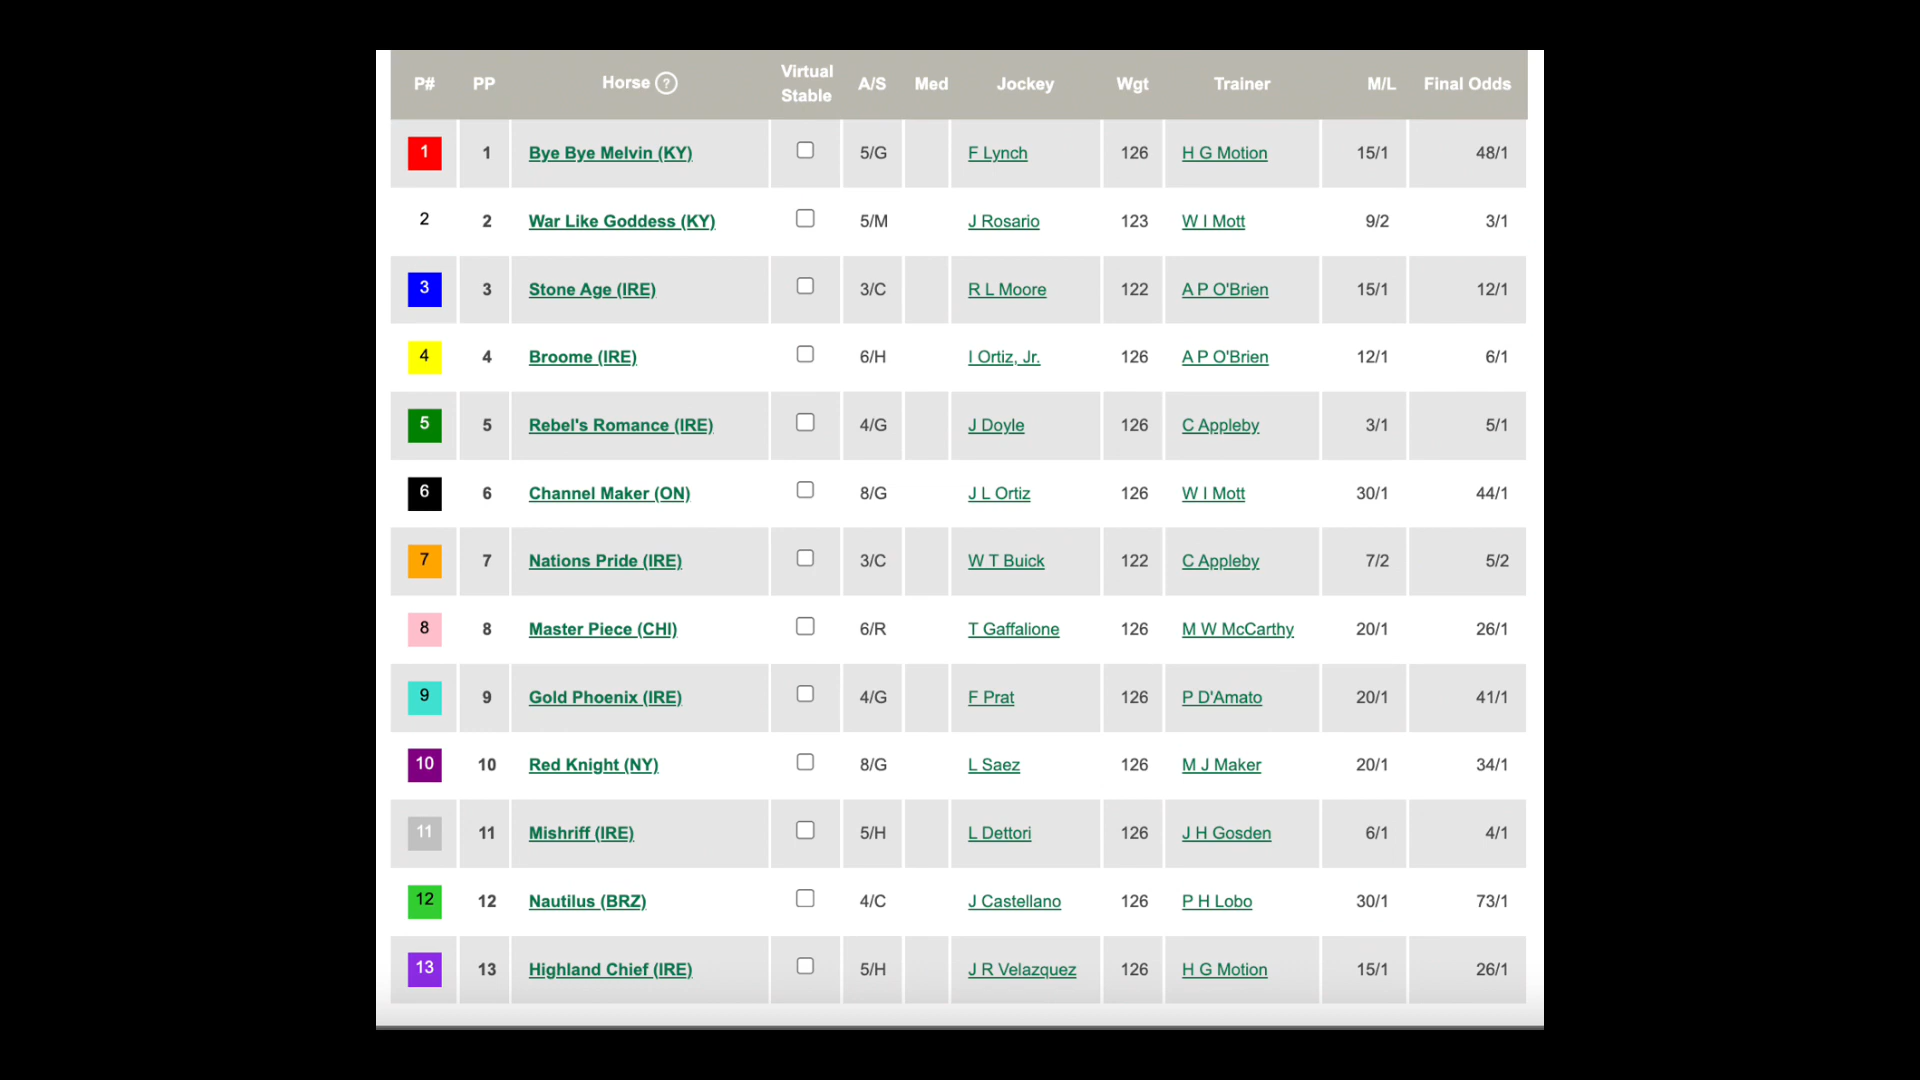 P# PP Horse ? Virtual Stable A/S Med Jockey Wgt Trainer M/L Final Odds
1 1 Bye Bye Melvin (KY) 5/G F Lynch 126 H G Motion 15/1 48/1
2 2 War Like Goddess (KY) 5/M J Rosario 123 W I Mott 9/2 3/1
3 3 Stone Age (IRE) 3/C R L Moore 122 A P O'Brien 15/1 12/1
4 4 Broome (IRE) 6/H I Ortiz, Jr. 126 A P O'Brien 12/1 6/1
5 5 Rebel's Romance (IRE) 4/G J Doyle 126 C Appleby 3/1 5/1
6 6 Channel Maker (ON) 8/G J L Ortiz 126 W I Mott 30/1 44/1
7 7 Nations Pride (IRE) 3/C W T Buick 122 C Appleby 7/2 5/2
8 8 Master Piece (CHI) 6/R T Gaffalione 126 M W McCarthy 20/1 26/1
9 9 Gold Phoenix (IRE) 4/G F Prat 126 P D'Amato 20/1 41/1
10 10 Red Knight (NY) 8/G L Saez 126 M J Maker 20/1 34/1
11 11 Mishriff (IRE) 5/H L Dettori 126 J H Gosden 6/1 4/1
12 12 Nautilus (BRZ) 4/C J Castellano 126 P H Lobo 30/1 73/1
13 13 Highland Chief (IRE) 5/H J R Velazquez 126 H G Motion 15/1 26/1